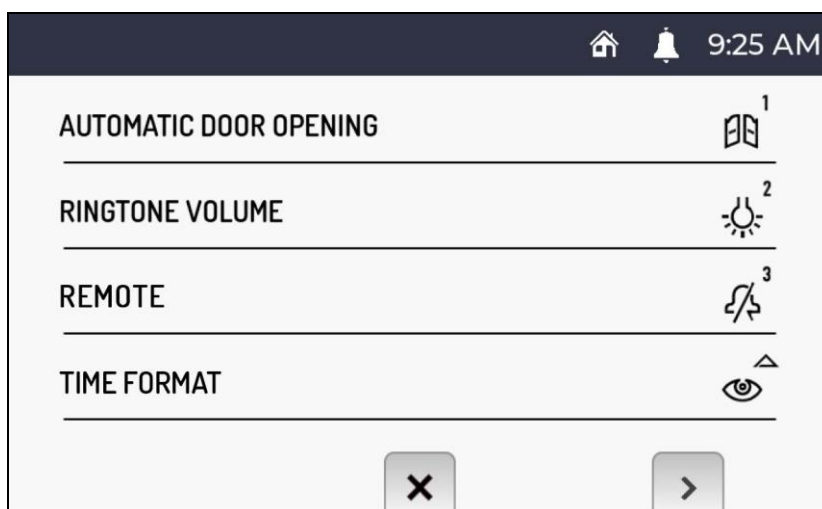 9:25 AM
AUTOMATIC DOOR OPENING 1
RINGTONE VOLUME 2
REMOTE 3
TIME FORMAT